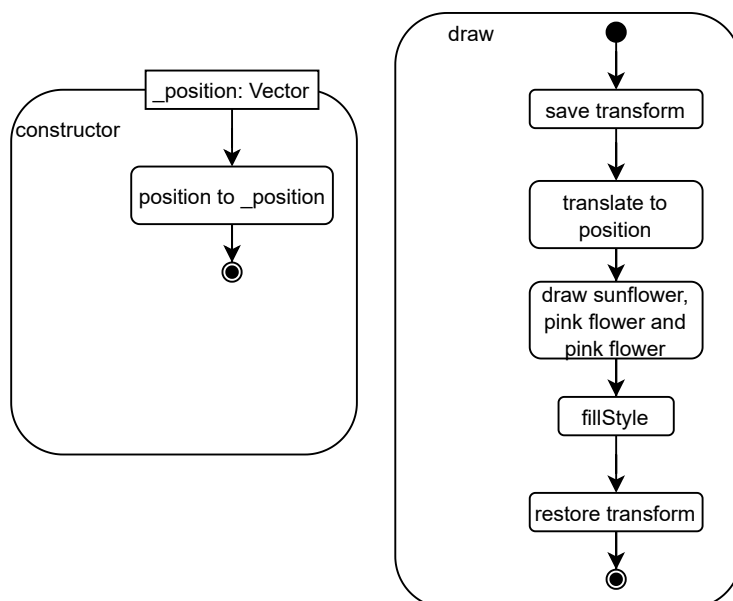 _position: Vector
constructor
position to _position
draw
save transform
translate to
position
draw sunflower,
pink flower and
pink flower
fillStyle
restore transform